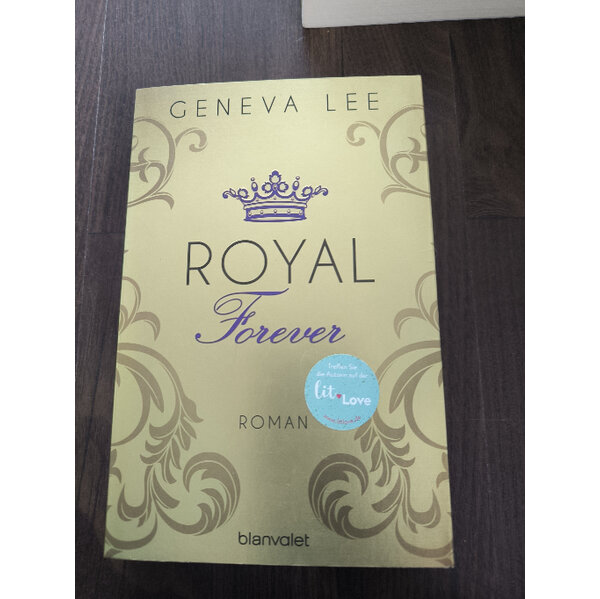 GENEVA LEE
ROYAL
Forever
Treffen Sie
die Autorin auf der
lit.Love
ROMAN
blanvalet